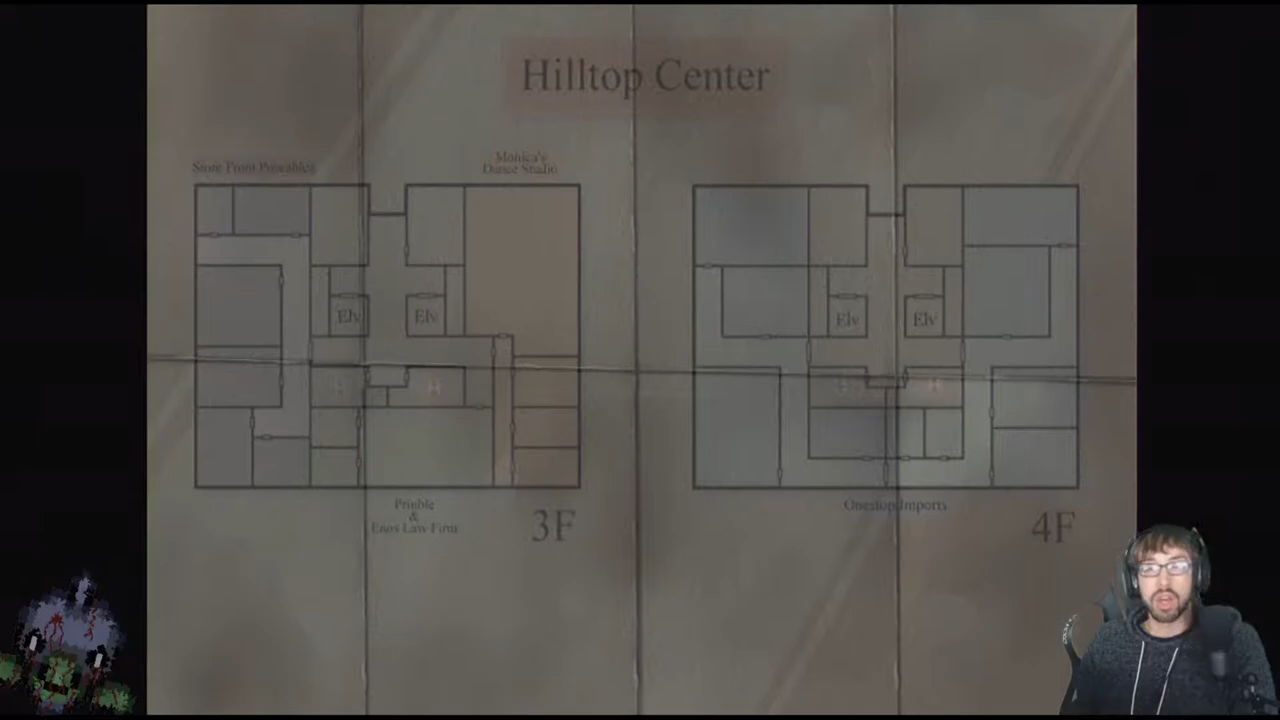 Hilltop Center
Store Front Potwables
Monica's
Dance Studio
Elv
Elv
Elv
Elv
H
H
H
H
Prinble
&
Enos Law Firm
Onestop Imports
3F
4F